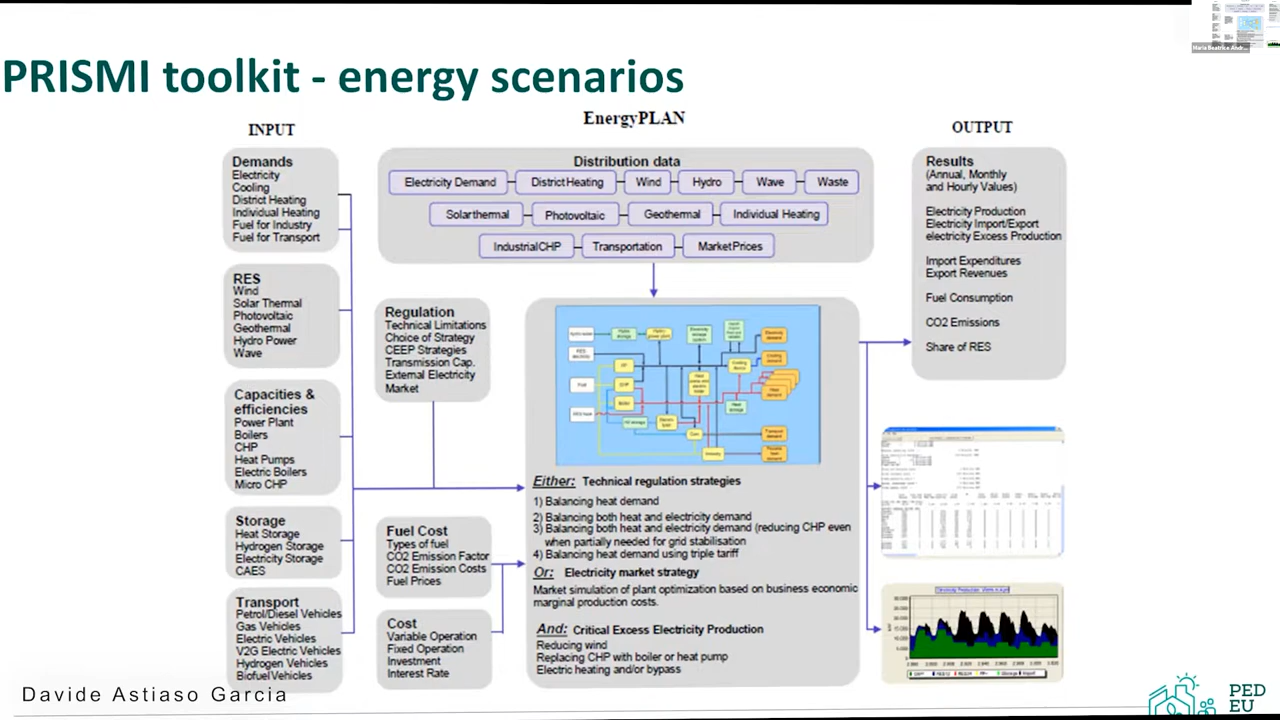 PRISMI toolkit - energy scenarios
INPUT
EnergyPLAN
OUTPUT
Demands
Electricity
Cooling
District Heating
Individual Heating
Fuel for Industry
Fuel for Transport
RES
Wind
Solar Thermal
Photovoltaic
Geothermal
Hydro Power
Wave
Capacities &
efficiencies
Power Plant
Boilers
CHP
Heat Pumps
Electric Boilers
Micro CHP
Storage
Heat Storage
Hydrogen Storage
Electricity Storage
CAES
Transport
Petrol/Diesel Vehicles
Gas Vehicles
Electric Vehicles
V2G Electric Vehicles
Hydrogen Vehicles
Biofuel Vehicles
Distribution data
Electricity Demand District Heating Wind Hydro Wave Waste
Solarthermal Photovoltaic Geothermal Individual Heating
IndustrialCHP Transportation MarketPrices
Regulation
Technical Limitations
Choice of Strategy
CEEP Strategies
Transmission Cap.
External Electricity
Market
Fuel Cost
Types of fuel
CO2 Emission Factor
CO2 Emission Costs
Fuel Prices
Cost
Variable Operation
Fixed Operation
Investment
Interest Rate
Either: Technical regulation strategies
1) Balancing heat demand
2) Balancing both heat and electricity demand
3) Balancing both heat and electricity demand (reducing CHP even
when partially needed for grid stabilisation
4) Balancing heat demand using triple tariff
Or: Electricity market strategy
Market simulation of plant optimization based on business economic
marginal production costs.
And: Critical Excess Electricity Production
Reducing wind
Replacing CHP with boiler or heat pump
Electric heating and/or bypass
Results
(Annual, Monthly
and Hourly Values)
Electricity Production
Electricity Import/Export
electricity Excess Production
Import Expenditures
Export Revenues
Fuel Consumption
CO2 Emissions
Share of RES
Davide Astiaso Garcia
PED
EU